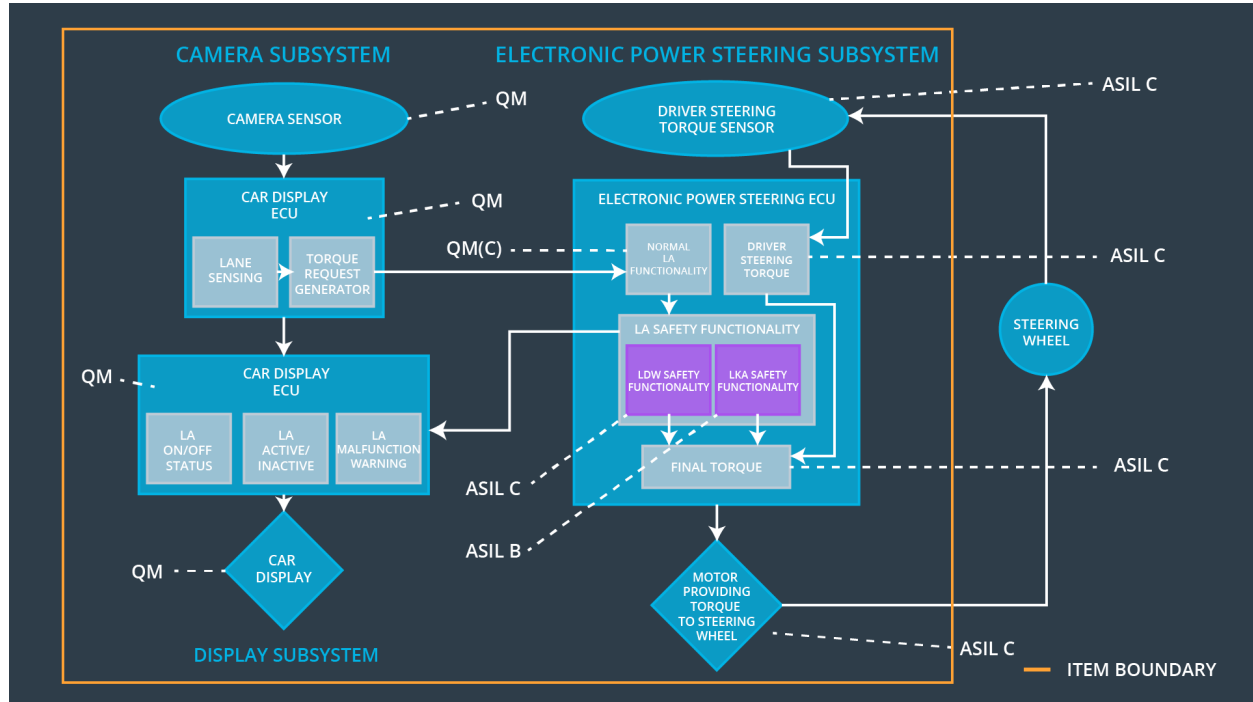 CAMERA SUBSYSTEM
ELECTRONIC POWER STEERING SUBSYSTEM
CAMERA SENSOR
QM
DRIVER STEERING
TORQUE SENSOR
ASIL C
CAR DISPLAY
ECU
QM
LANE
SENSING
TORQUE
REQUEST
GENERATOR
ELECTRONIC POWER STEERING ECU
QM(C)
NORMAL
LA
FUNCTIONALITY
DRIVER
STEERING
TORQUE
ASIL C
LA SAFETY FUNCTIONALITY
LDW SAFETY
FUNCTIONALITY
LKA SAFETY
FUNCTIONALITY
STEERING
WHEEL
QM
CAR DISPLAY
ECU
LA
ON/OFF
STATUS
LA
ACTIVE/
INACTIVE
LA
MALFUNCTION
WARNING
FINAL TORQUE
ASIL C
ASIL C
ASIL B
QM
CAR
DISPLAY
MOTOR
PROVIDING
TORQUE
TO STEERING
WHEEL
ASIL C
DISPLAY SUBSYSTEM
ITEM BOUNDARY